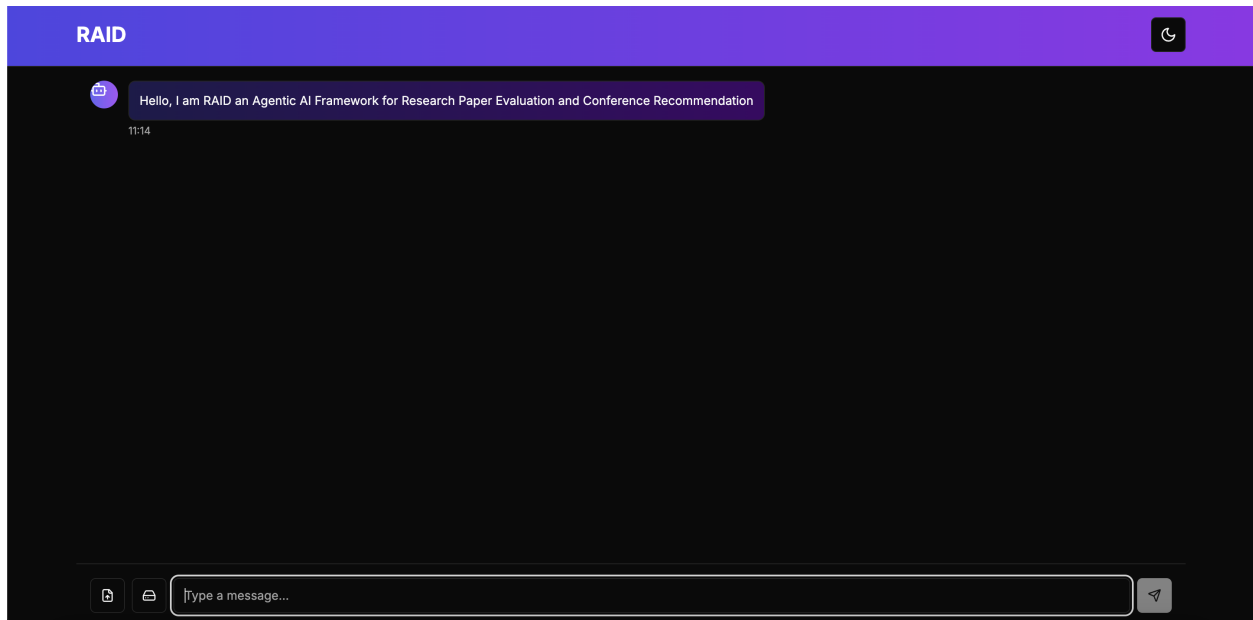 RAID
Hello, I am RAID an Agentic AI Framework for Research Paper Evaluation and Conference Recommendation
11:14
Type a message...